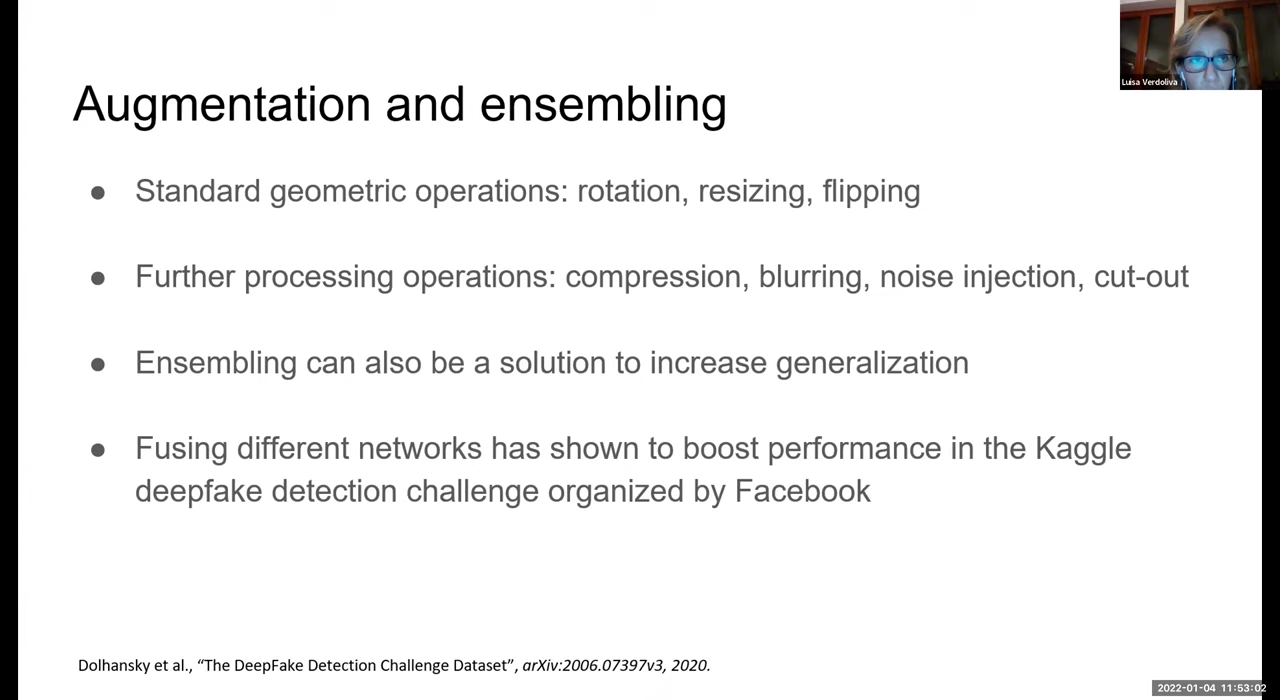 Luisa Verdoliva
Augmentation and ensembling
● Standard geometric operations: rotation, resizing, flipping
● Further processing operations: compression, blurring, noise injection, cut-out
● Ensembling can also be a solution to increase generalization
● Fusing different networks has shown to boost performance in the Kaggle
deepfake detection challenge organized by Facebook
Dolhansky et al., “The DeepFake Detection Challenge Dataset”, arXiv:2006.07397v3, 2020.
2022-01-04 11:53:02